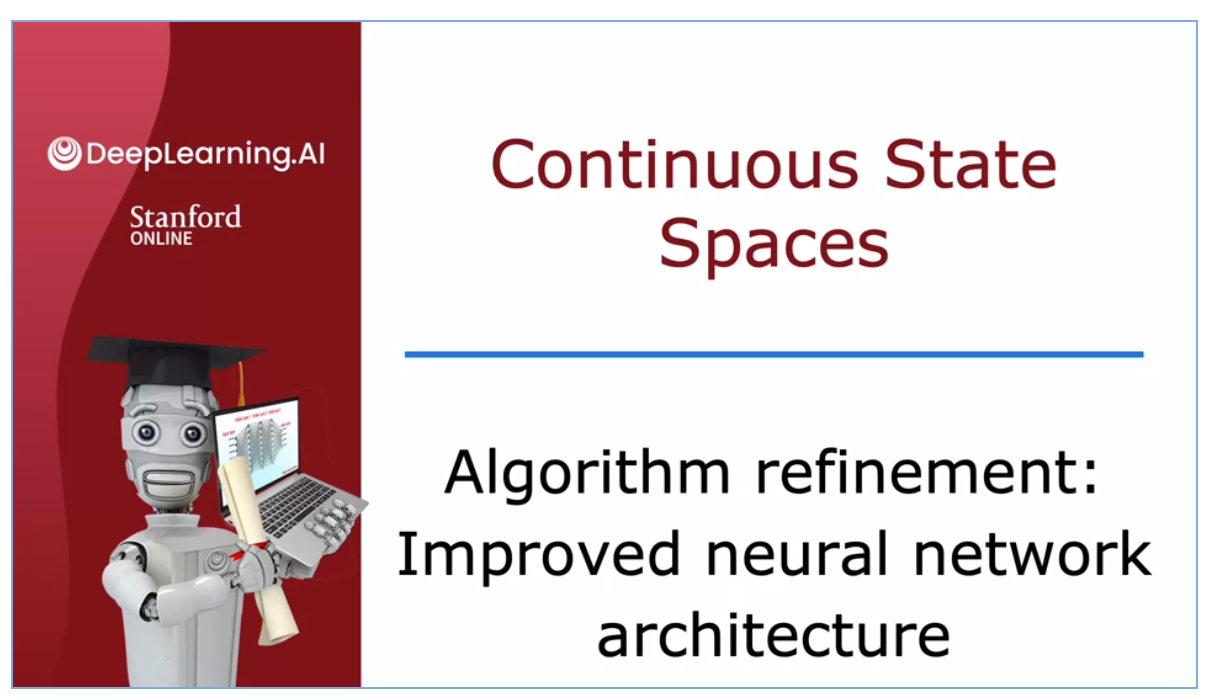 DeepLearning.AI
Stanford
ONLINE
Continuous State
Spaces
Algorithm refinement:
Improved neural network
architecture